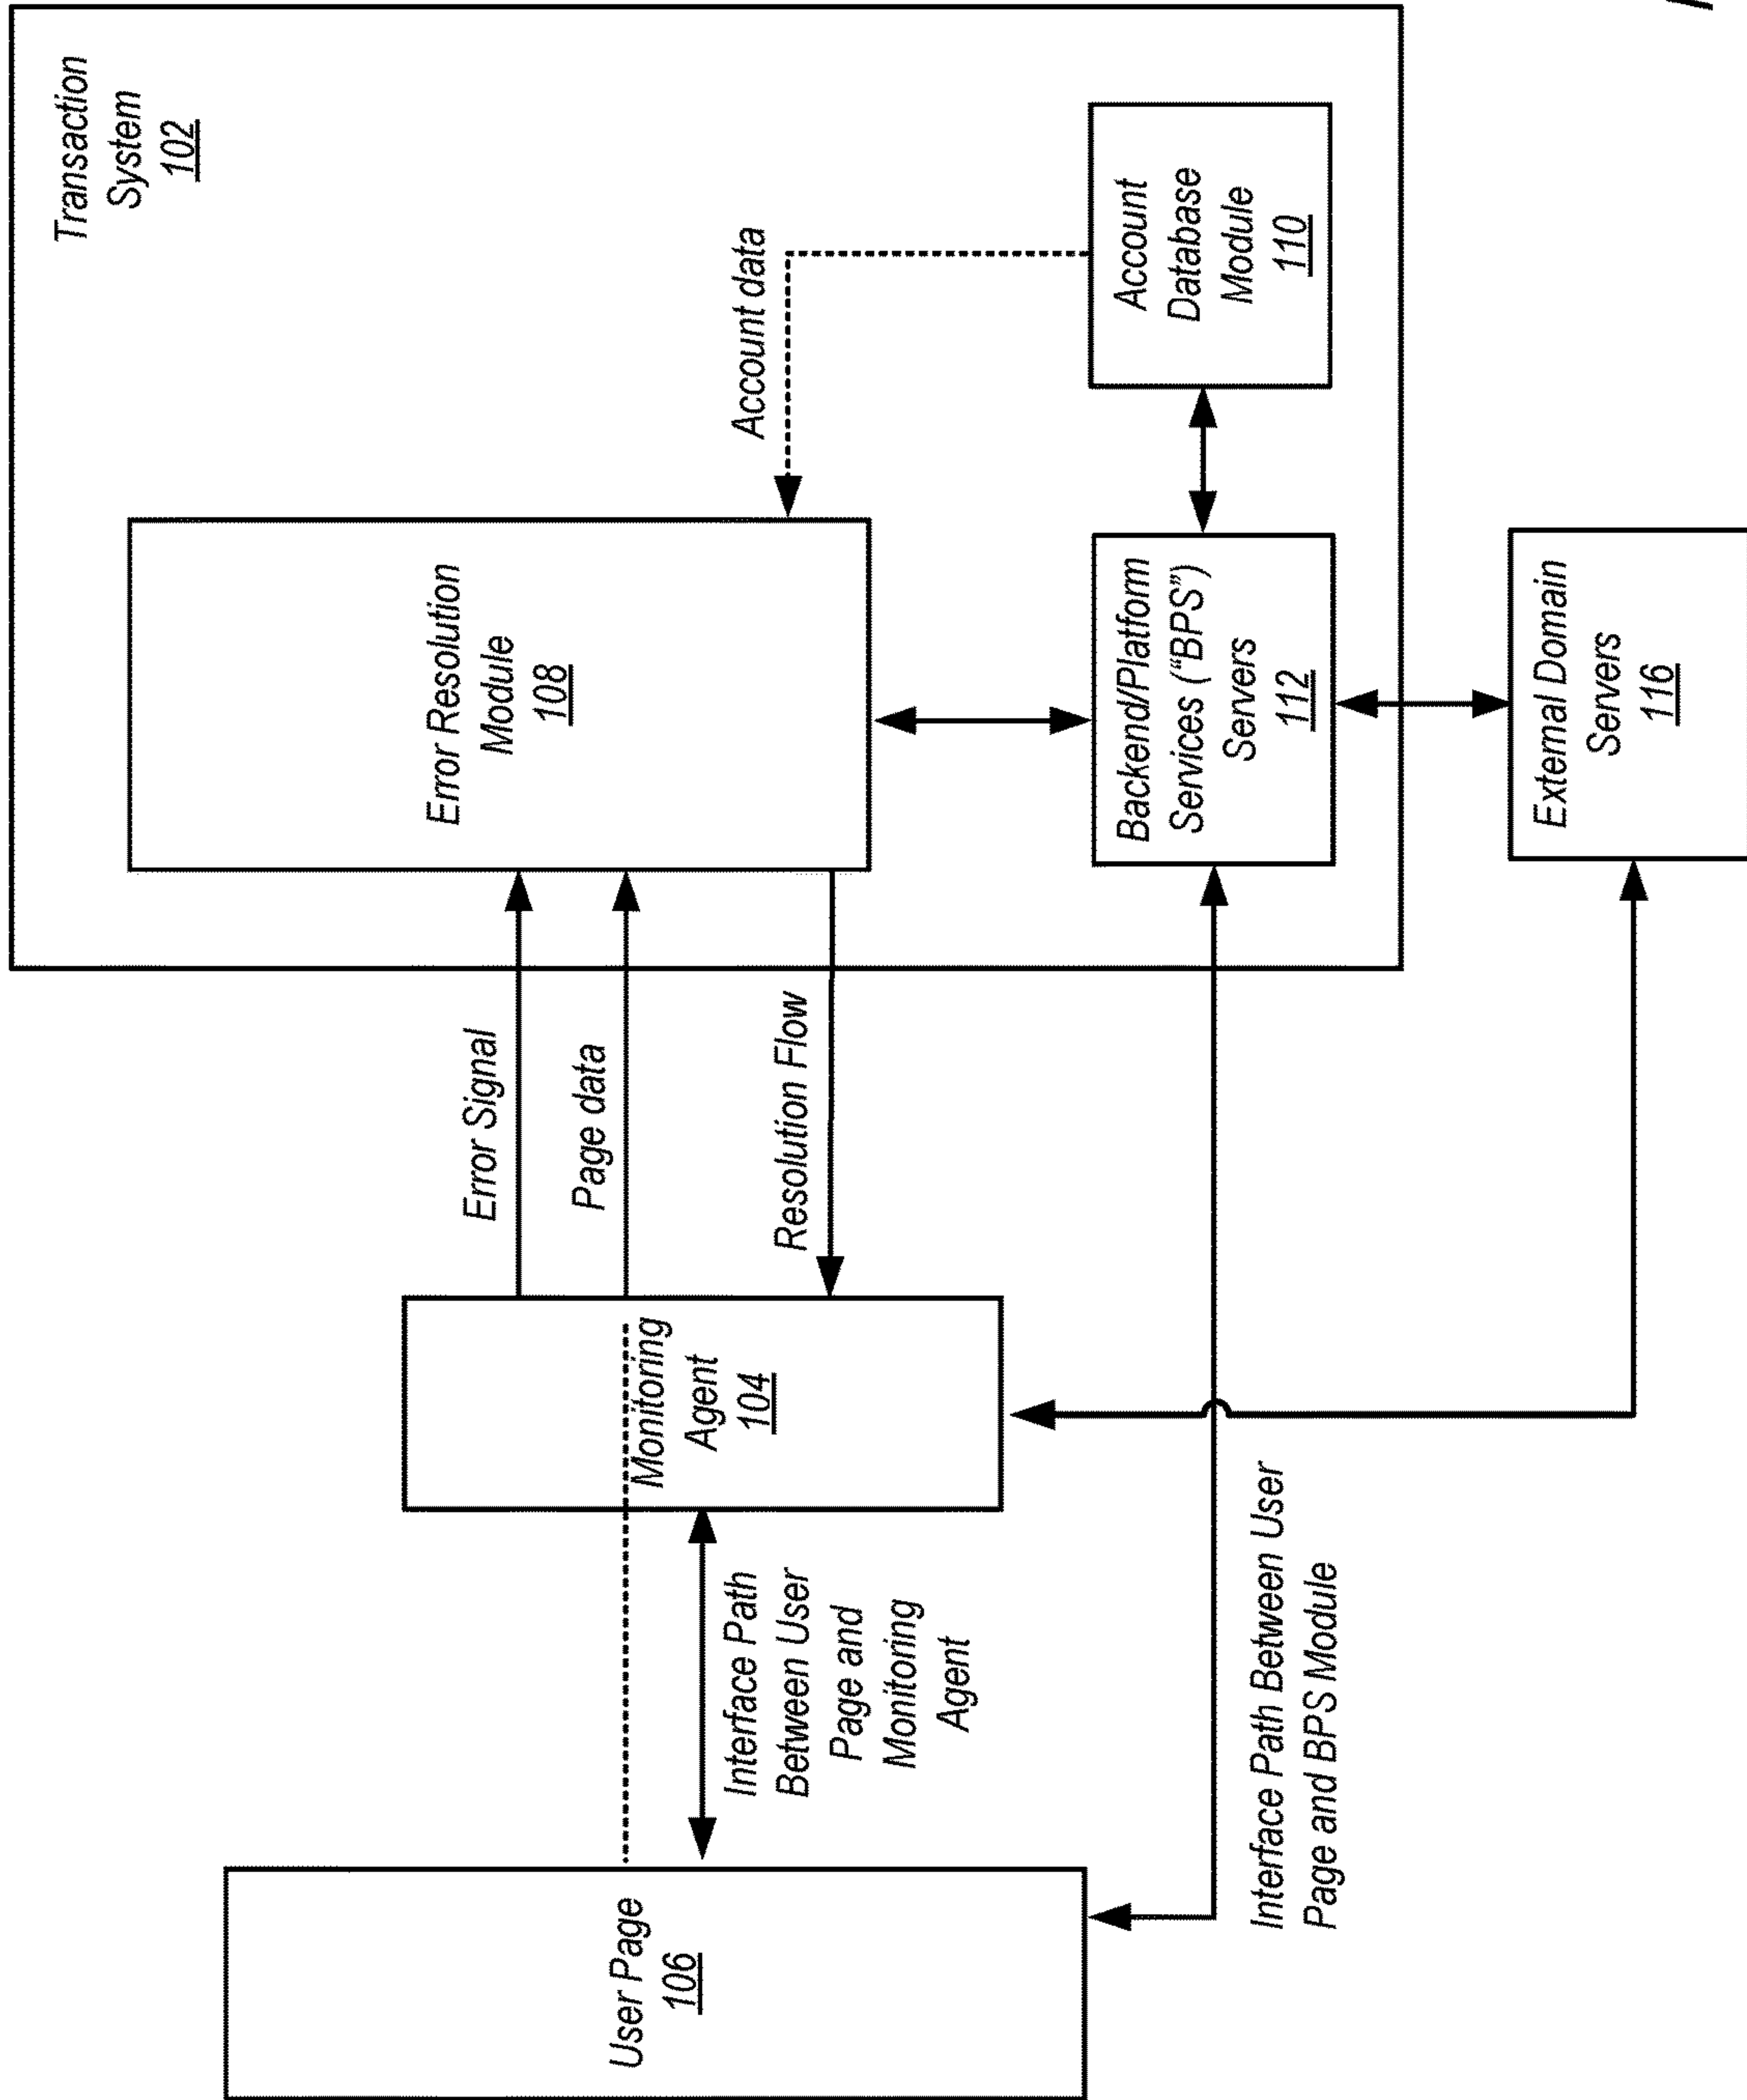 Transaction
System
102
Error Resolution
Module
108
Account data
Account
Database
Module
110
Backend/Platform
Services ("BPS")
Servers
112
External Domain
Servers
116
Error Signal
Page data
Resolution Flow
Monitoring
Agent
104
Interface Path
Between User
Page and
Monitoring
Agent
User Page
106
Interface Path Between User
Page and BPS Module